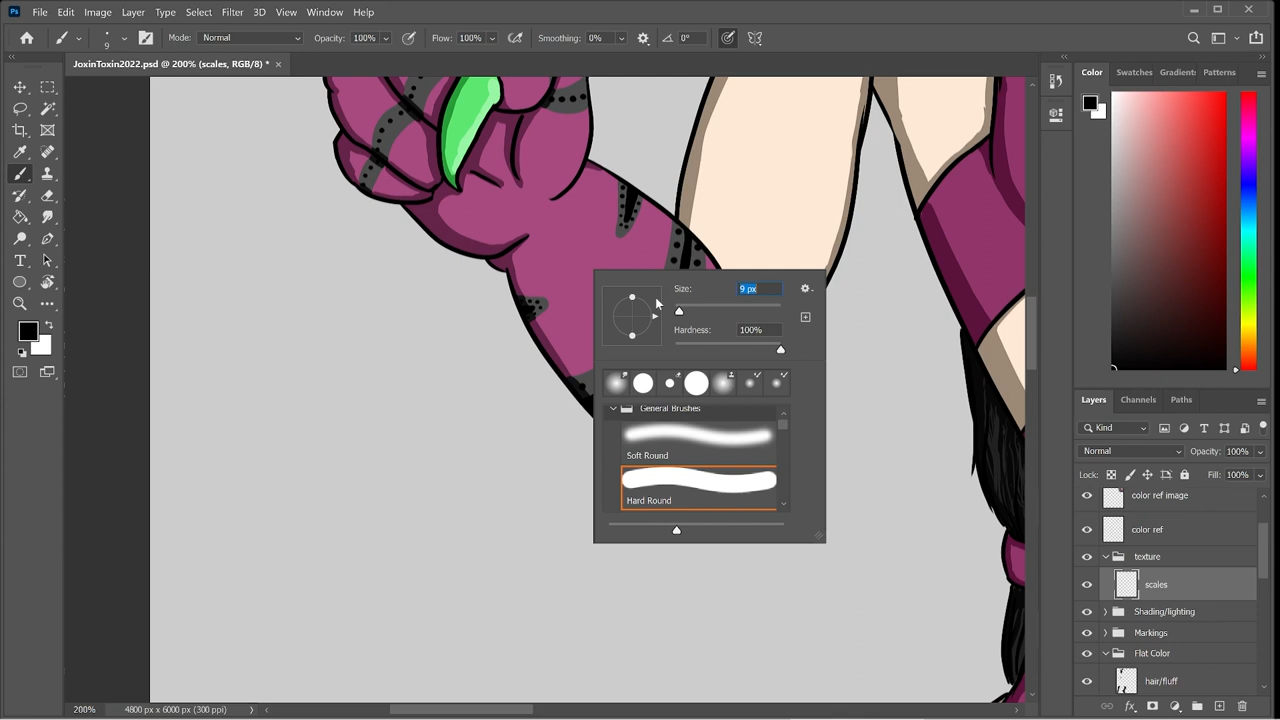 Ps File Edit Image Layer Type Select Filter 3D View Window Help
9 Mode: Normal Opacity: 100% Flow: 100% Smoothing: 0% 0°
JoxinToxin2022.psd @ 200% (scales, RGB/8) *
Color Swatches Gradients Patterns
Size: 9 px
Hardness: 100%
General Brushes
Soft Round
Hard Round
Layers Channels Paths
Kind
Normal Opacity: 100%
Lock: Fill: 100%
color ref image
color ref
texture
scales
Shading/lighting
Markings
Flat Color
hair/fluff
fx
200% 4800 px x 6000 px (300 ppi)